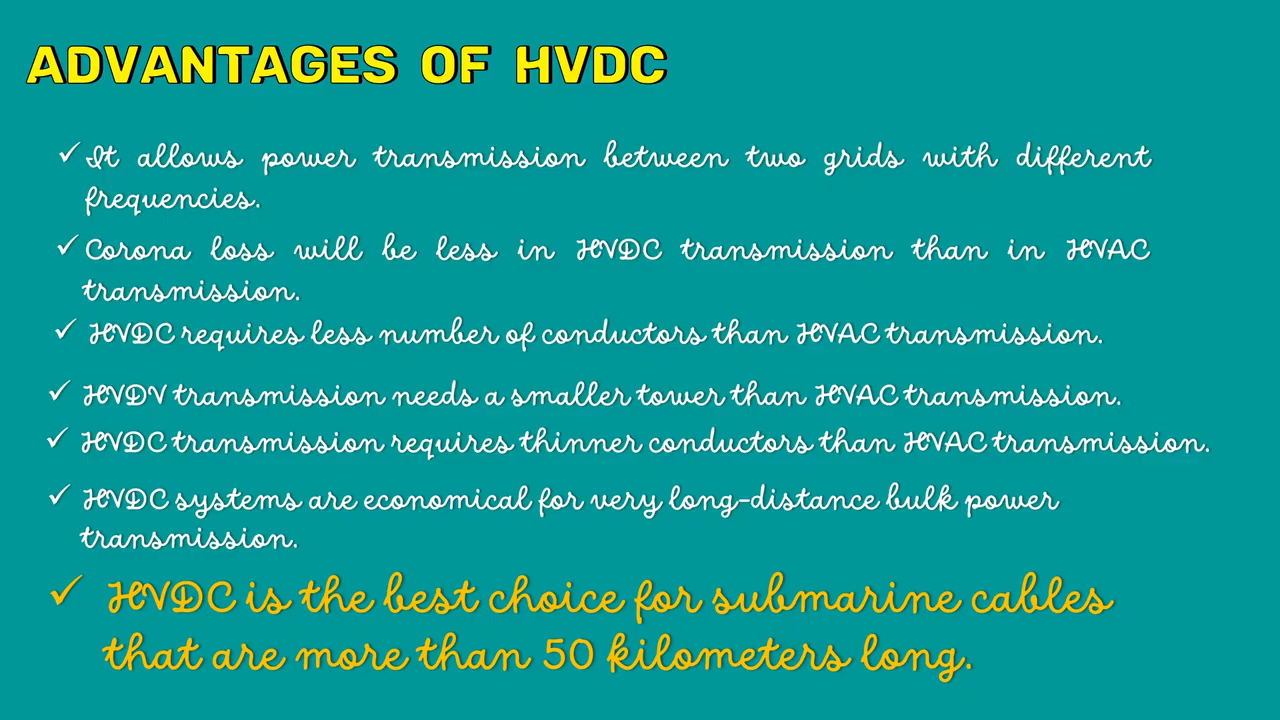 ADVANTAGES OF HVDC
✓ It allows power transmission between two grids with different
frequencies.
✓ Corona loss will be less in HVDC transmission than in HVAC
transmission.
✓ HVDC requires less number of conductors than HVAC transmission.
✓ HVDV transmission needs a smaller tower than HVAC transmission.
✓ HVDC transmission requires thinner conductors than HVAC transmission.
✓ HVDC systems are economical for very long-distance bulk power
transmission.
✓ HVDC is the best choice for submarine cables
that are more than 50 kilometers long.